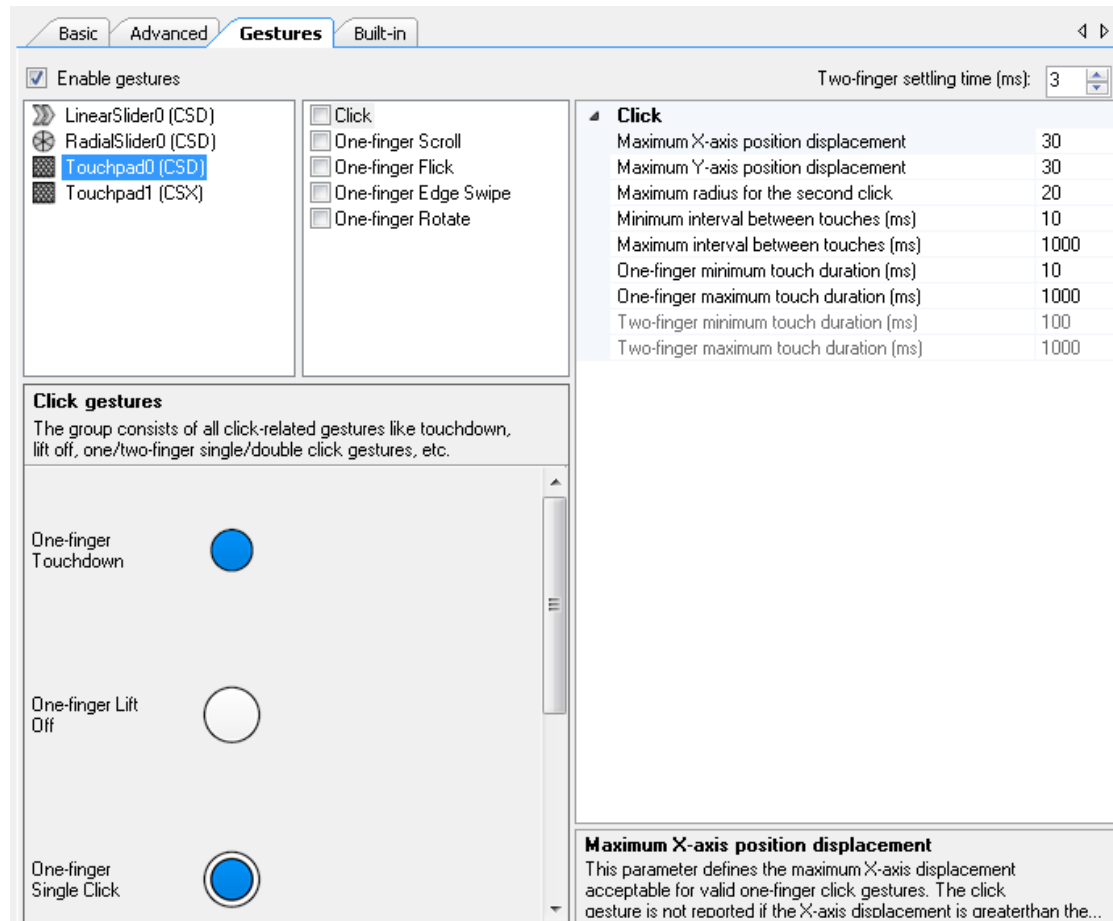 Basic Advanced Gestures Built-in
Enable gestures
Two-finger settling time (ms): 3
LinearSlider0 (CSD)
RadialSlider0 (CSD)
Touchpad0 (CSD)
Touchpad1 (CSX)
Click
One-finger Scroll
One-finger Flick
One-finger Edge Swipe
One-finger Rotate
Click
Maximum X-axis position displacement 30
Maximum Y-axis position displacement 30
Maximum radius for the second click 20
Minimum interval between touches (ms) 10
Maximum interval between touches (ms) 1000
One-finger minimum touch duration (ms) 10
One-finger maximum touch duration (ms) 1000
Two-finger minimum touch duration (ms) 100
Two-finger maximum touch duration (ms) 1000
Click gestures
The group consists of all click-related gestures like touchdown,
lift off, one/two-finger single/double click gestures, etc.
One-finger
Touchdown
One-finger Lift
Off
One-finger
Single Click
Maximum X-axis position displacement
This parameter defines the maximum X-axis displacement
acceptable for valid one-finger click gestures. The click
gesture is not reported if the X-axis displacement is greaterthan the...